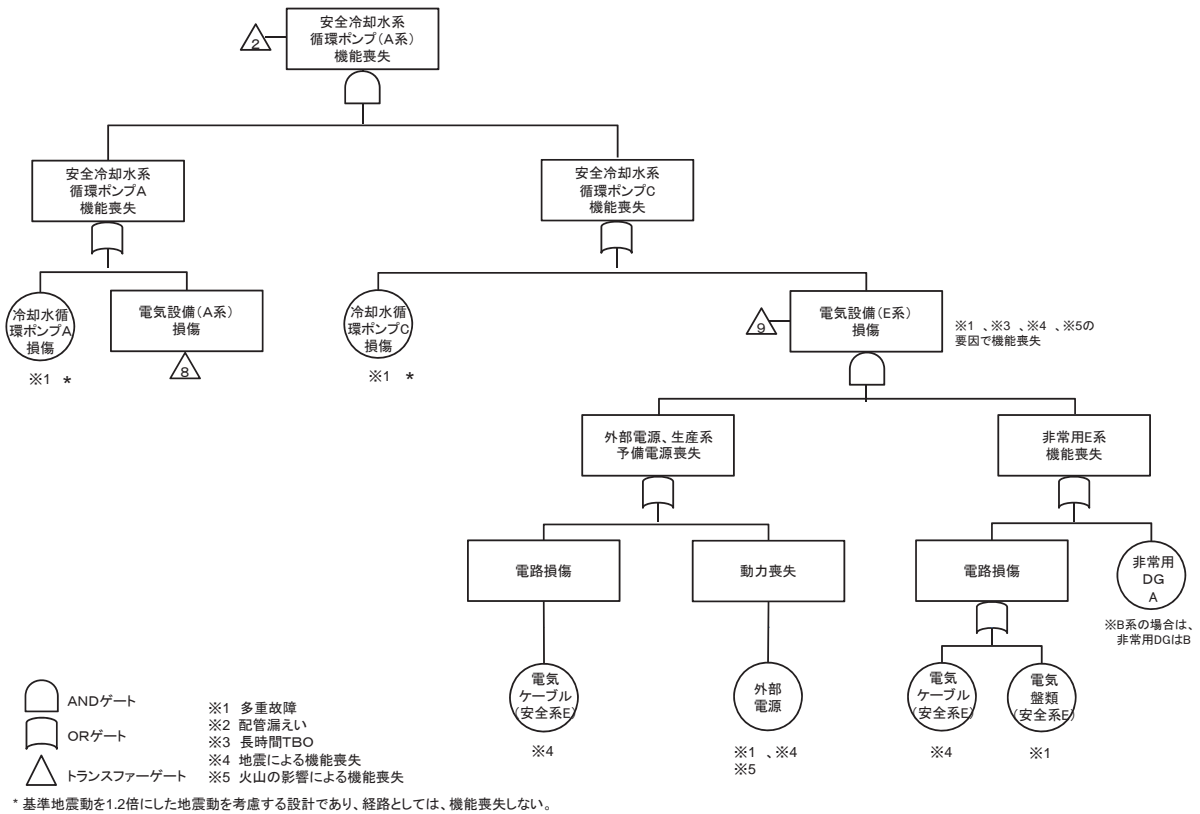 安全冷却水系
循環ポンプ(A系)
機能喪失
2
安全冷却水系
循環ポンプA
機能喪失
安全冷却水系
循環ポンプC
機能喪失
冷却水循
環ポンプA
損傷
※1 *
電気設備(A系)
損傷
8
冷却水循
環ポンプC
損傷
※1 *
9
電気設備(E系)
損傷
※1 、※3 、※4 、※5の
要因で機能喪失
外部電源、生産系
予備電源喪失
非常用E系
機能喪失
電路損傷
動力喪失
電路損傷
非常用
DG
A
※B系の場合は、
非常用DGはB
電気
ケーブル
(安全系E)
※4
外部
電源
※1 、※4
※5
電気
ケーブル
(安全系E)
※4
電気
盤類
(安全系E)
※1
ANDゲート
ORゲート
トランスファーゲート
※1 多重故障
※2 配管漏えい
※3 長時間TBO
※4 地震による機能喪失
※5 火山の影響による機能喪失
* 基準地震動を1.2倍にした地震動を考慮する設計であり、経路としては、機能喪失しない。